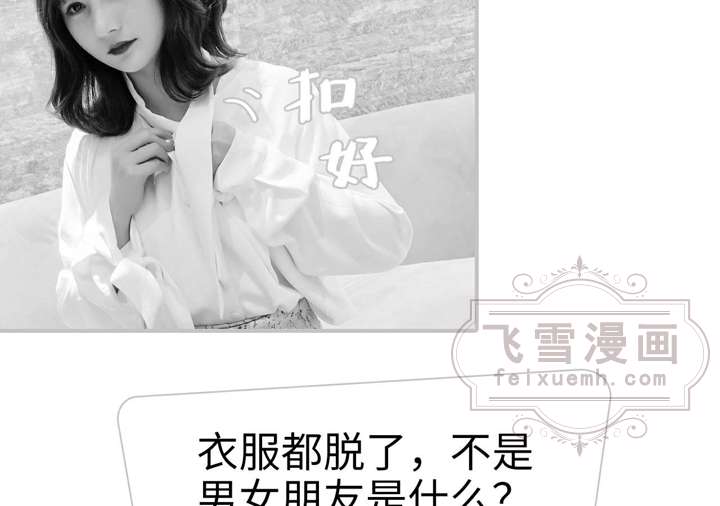 扣
好
飞雪漫画
feixuemh.com
衣服都脱了，不是
男女朋友是什么？